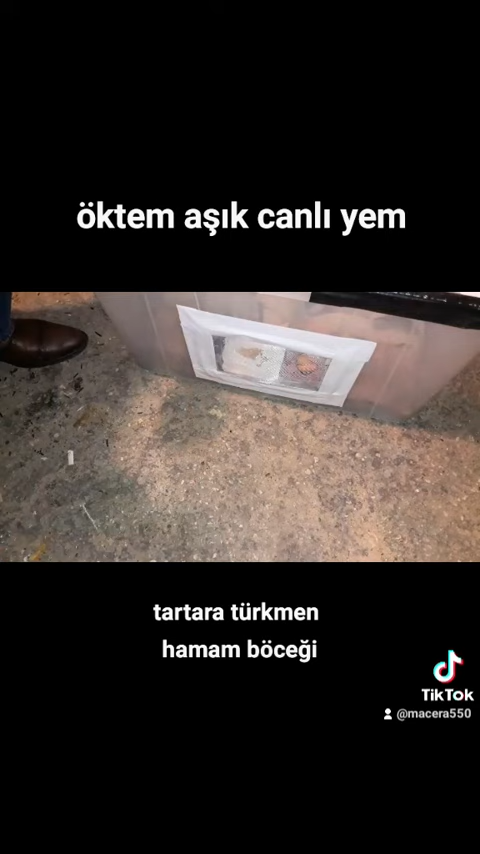 öktem aşık canlı yem
tartara türkmen
hamam böceği
TikTok
@macera550